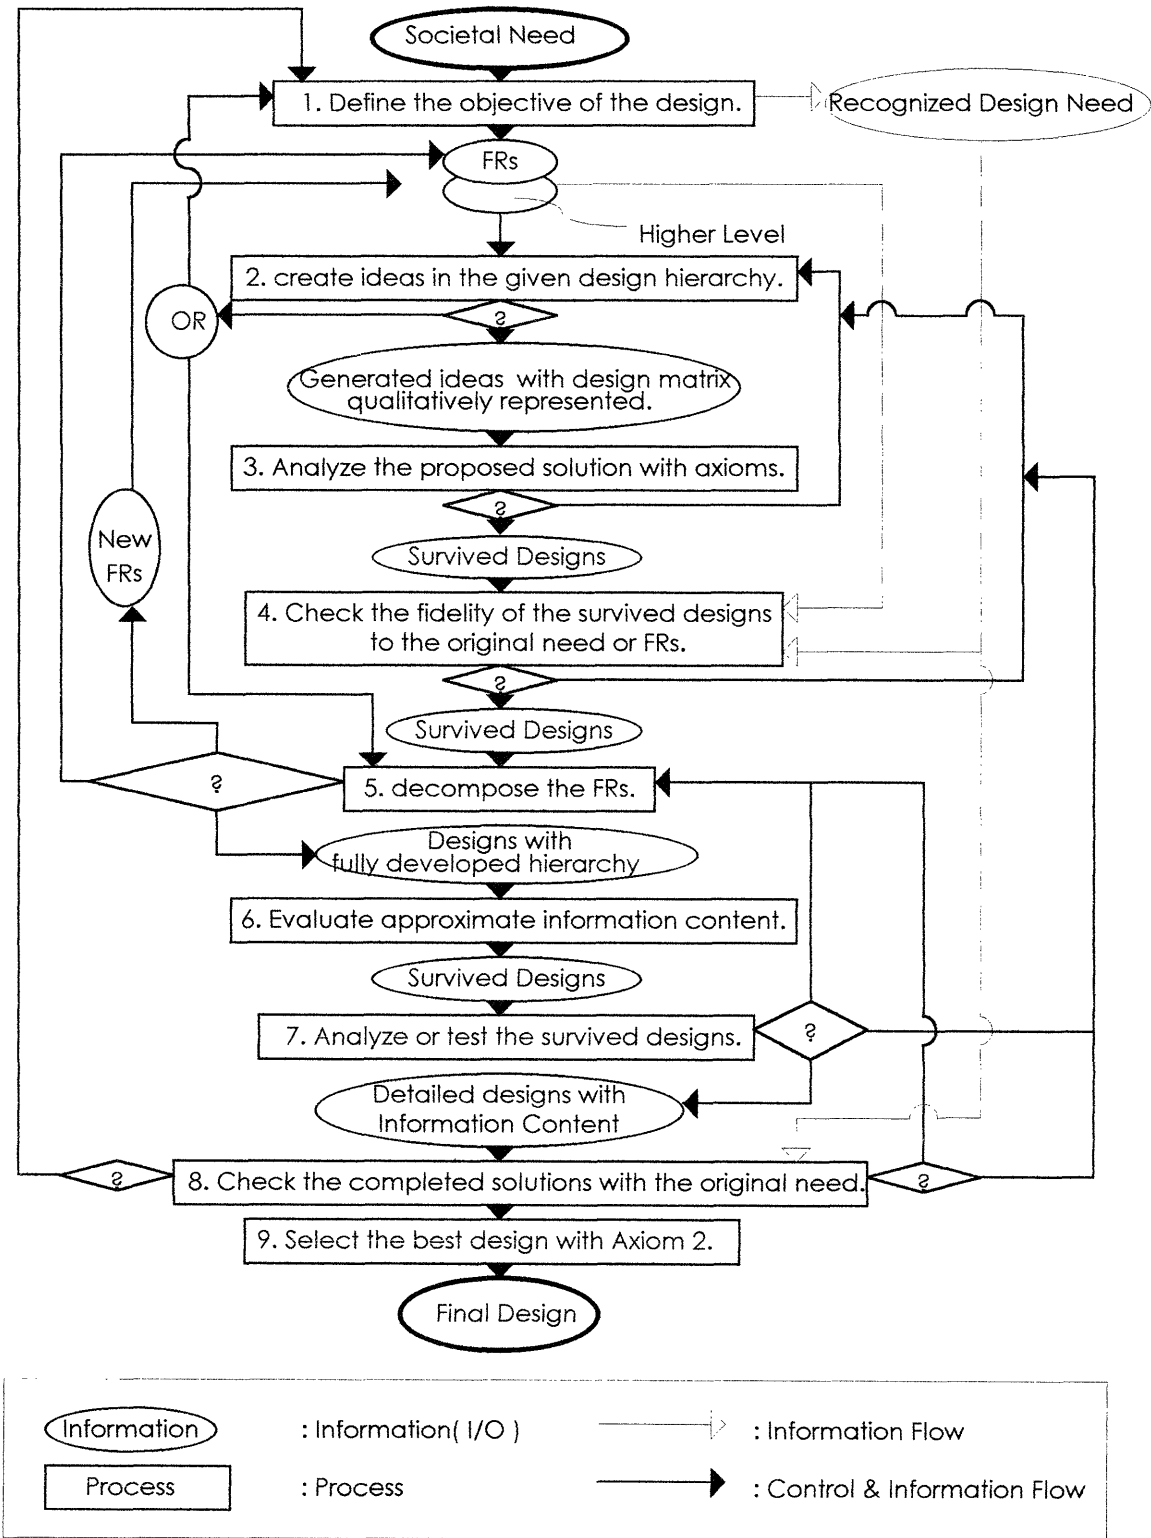 Societal Need
1. Define the objective of the design.
Recognized Design Need
FRs
Higher Level
2. create ideas in the given design hierarchy.
OR
?
Generated ideas with design matrix
qualitatively represented.
3. Analyze the proposed solution with axioms.
?
New
FRs
Survived Designs
4. Check the fidelity of the survived designs
to the original need or FRs.
?
Survived Designs
?
5. decompose the FRs.
Designs with
fully developed hierarchy
6. Evaluate approximate information content.
Survived Designs
7. Analyze or test the survived designs.
?
Detailed designs with
Information Content
?
8. Check the completed solutions with the original need.
?
9. Select the best design with Axiom 2.
Final Design
Information
: Information( I/O )
: Information Flow
Process
: Process
: Control & Information Flow